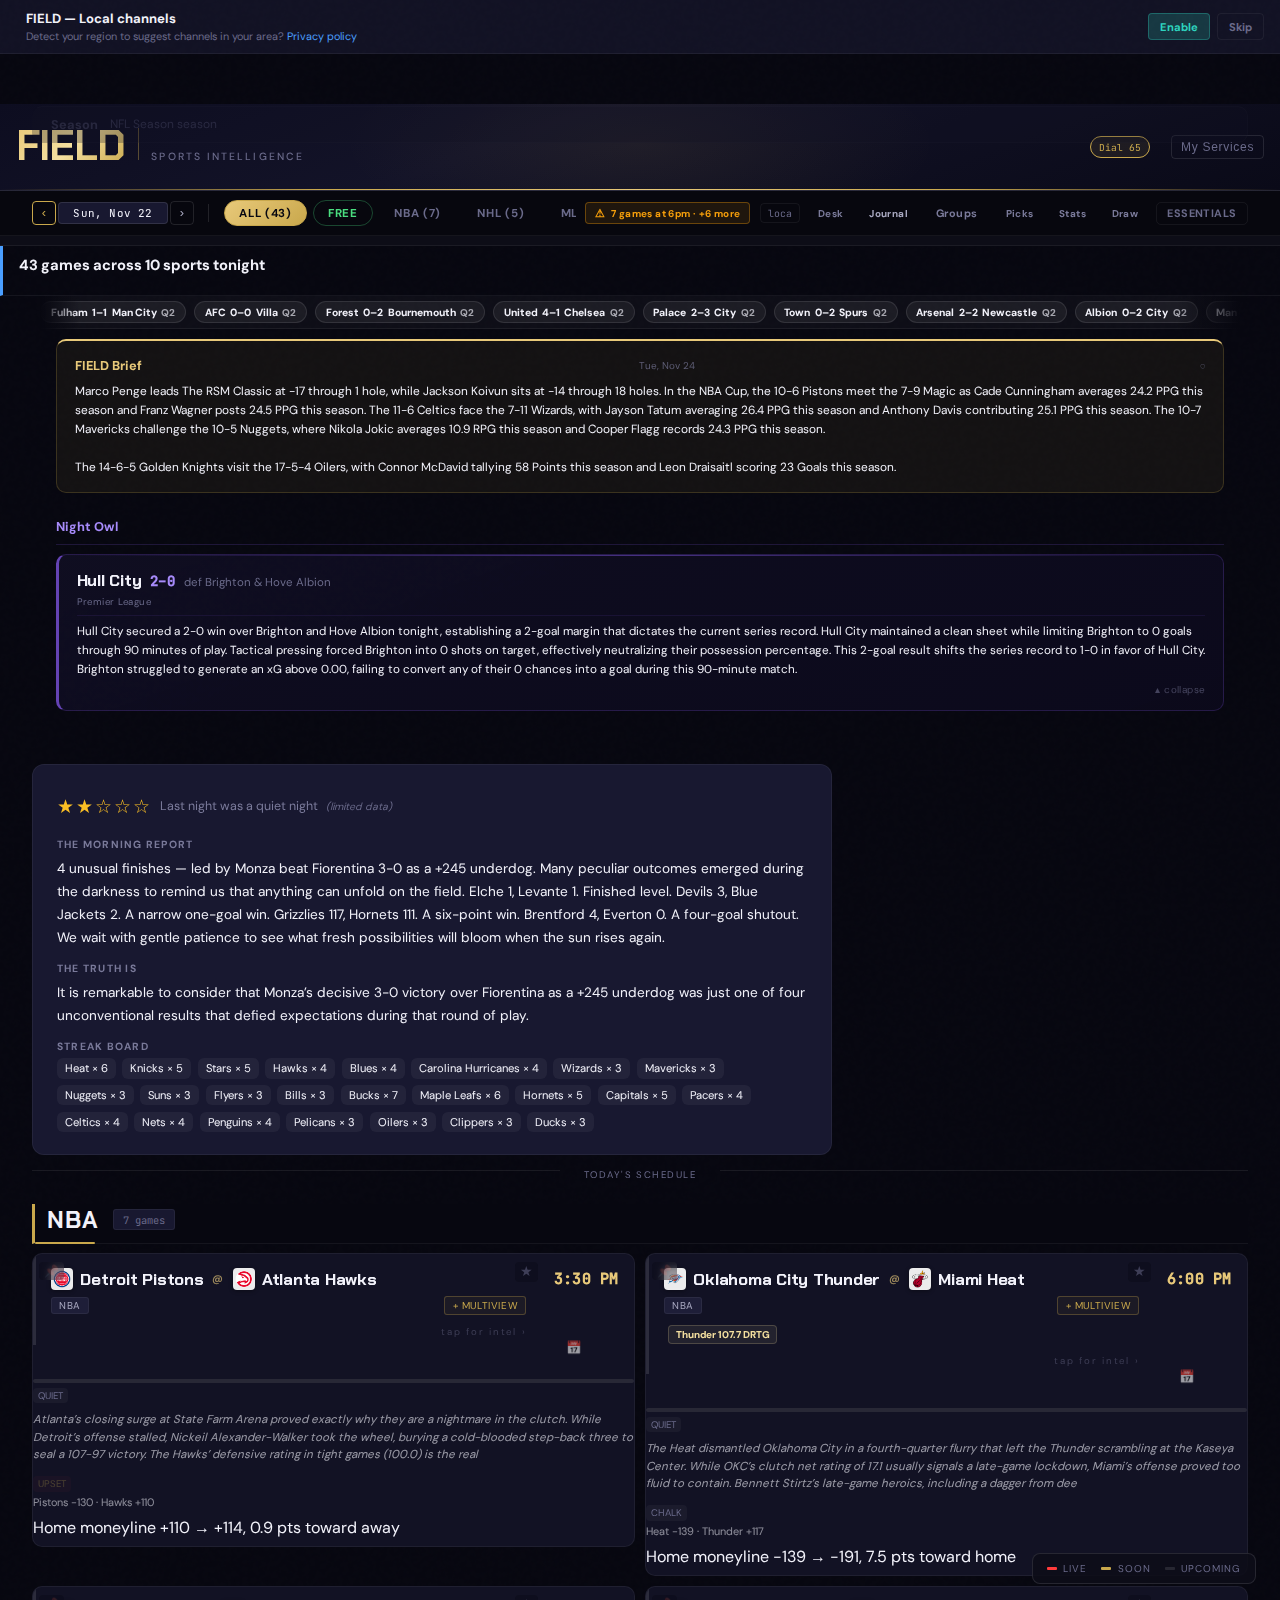 FIELD — Local channels
Detect your region to suggest channels in your area? Privacy policy
Enable
Skip
Season NFL Season season
FIELD
SPORTS INTELLIGENCE
Dial 65
My Services
‹ Sun, Nov 22 › ALL (43) FREE NBA (7) NHL (5) ML ⚠ 7 games at 6pm · +6 more loca Desk Journal Groups Picks Stats Draw ESSENTIALS
43 games across 10 sports tonight
Fulham 1–1 Man City Q2 AFC 0–0 Villa Q2 Forest 0–2 Bournemouth Q2 United 4–1 Chelsea Q2 Palace 2–3 City Q2 Town 0–2 Spurs Q2 Arsenal 2–2 Newcastle Q2 Albion 0–2 City Q2 Man
FIELD Brief
Tue, Nov 24
Marco Penge leads The RSM Classic at -17 through 1 hole, while Jackson Koivun sits at -14 through 18 holes. In the NBA Cup, the 10-6 Pistons meet the 7-9 Magic as Cade Cunningham averages 24.2 PPG this
season and Franz Wagner posts 24.5 PPG this season. The 11-6 Celtics face the 7-11 Wizards, with Jayson Tatum averaging 26.4 PPG this season and Anthony Davis contributing 25.1 PPG this season. The 10-7
Mavericks challenge the 10-5 Nuggets, where Nikola Jokic averages 10.9 RPG this season and Cooper Flagg records 24.3 PPG this season.
The 14-6-5 Golden Knights visit the 17-5-4 Oilers, with Connor McDavid tallying 58 Points this season and Leon Draisaitl scoring 23 Goals this season.
Night Owl
Hull City 2–0 def Brighton & Hove Albion
Premier League
Hull City secured a 2-0 win over Brighton and Hove Albion tonight, establishing a 2-goal margin that dictates the current series record. Hull City maintained a clean sheet while limiting Brighton to 0 goals
through 90 minutes of play. Tactical pressing forced Brighton into 0 shots on target, effectively neutralizing their possession percentage. This 2-goal result shifts the series record to 1-0 in favor of Hull City.
Brighton struggled to generate an xG above 0.00, failing to convert any of their 0 chances into a goal during this 90-minute match.
▴ collapse
★★☆☆☆ Last night was a quiet night (limited data)
THE MORNING REPORT
4 unusual finishes — led by Monza beat Fiorentina 3-0 as a +245 underdog. Many peculiar outcomes emerged during
the darkness to remind us that anything can unfold on the field. Elche 1, Levante 1. Finished level. Devils 3, Blue
Jackets 2. A narrow one-goal win. Grizzlies 117, Hornets 111. A six-point win. Brentford 4, Everton 0. A four-goal shutout.
We wait with gentle patience to see what fresh possibilities will bloom when the sun rises again.
THE TRUTH IS
It is remarkable to consider that Monza's decisive 3-0 victory over Fiorentina as a +245 underdog was just one of four
unconventional results that defied expectations during that round of play.
STREAK BOARD
Heat × 6 Knicks × 5 Stars × 5 Hawks × 4 Blues × 4 Carolina Hurricanes × 4 Wizards × 3 Mavericks × 3
Nuggets × 3 Suns × 3 Flyers × 3 Bills × 3 Bucks × 7 Maple Leafs × 6 Hornets × 5 Capitals × 5 Pacers × 4
Celtics × 4 Nets × 4 Penguins × 4 Pelicans × 3 Oilers × 3 Clippers × 3 Ducks × 3
TODAY'S SCHEDULE
NBA 7 games
Detroit Pistons @ Atlanta Hawks ★ 3:30 PM
NBA
+ MULTIVIEW
tap for intel ›
QUIET
Atlanta's closing surge at State Farm Arena proved exactly why they are a nightmare in the clutch. While
Detroit's offense stalled, Nickeil Alexander-Walker took the wheel, burying a cold-blooded step-back three to
seal a 107-97 victory. The Hawks' defensive rating in tight games (100.0) is the real
UPSET
Pistons -130 · Hawks +110
Home moneyline +110 → +114, 0.9 pts toward away
Oklahoma City Thunder @ Miami Heat ★ 6:00 PM
NBA
+ MULTIVIEW
Thunder 107.7 DRTG
tap for intel ›
QUIET
The Heat dismantled Oklahoma City in a fourth-quarter flurry that left the Thunder scrambling at the Kaseya
Center. While OKC's clutch net rating of 17.1 usually signals a late-game lockdown, Miami's offense proved too
fluid to contain. Bennett Stirtz's late-game heroics, including a dagger from dee
CHALK
Heat -139 · Thunder +117
Home moneyline -139 → -191, 7.5 pts toward home
LIVE SOON UPCOMING